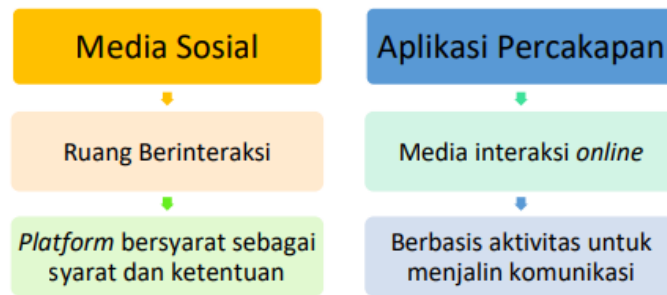 Media Sosial
Ruang Berinteraksi
Platform bersyarat sebagai
syarat dan ketentuan
Aplikasi Percakapan
Media interaksi online
Berbasis aktivitas untuk
menjalin komunikasi